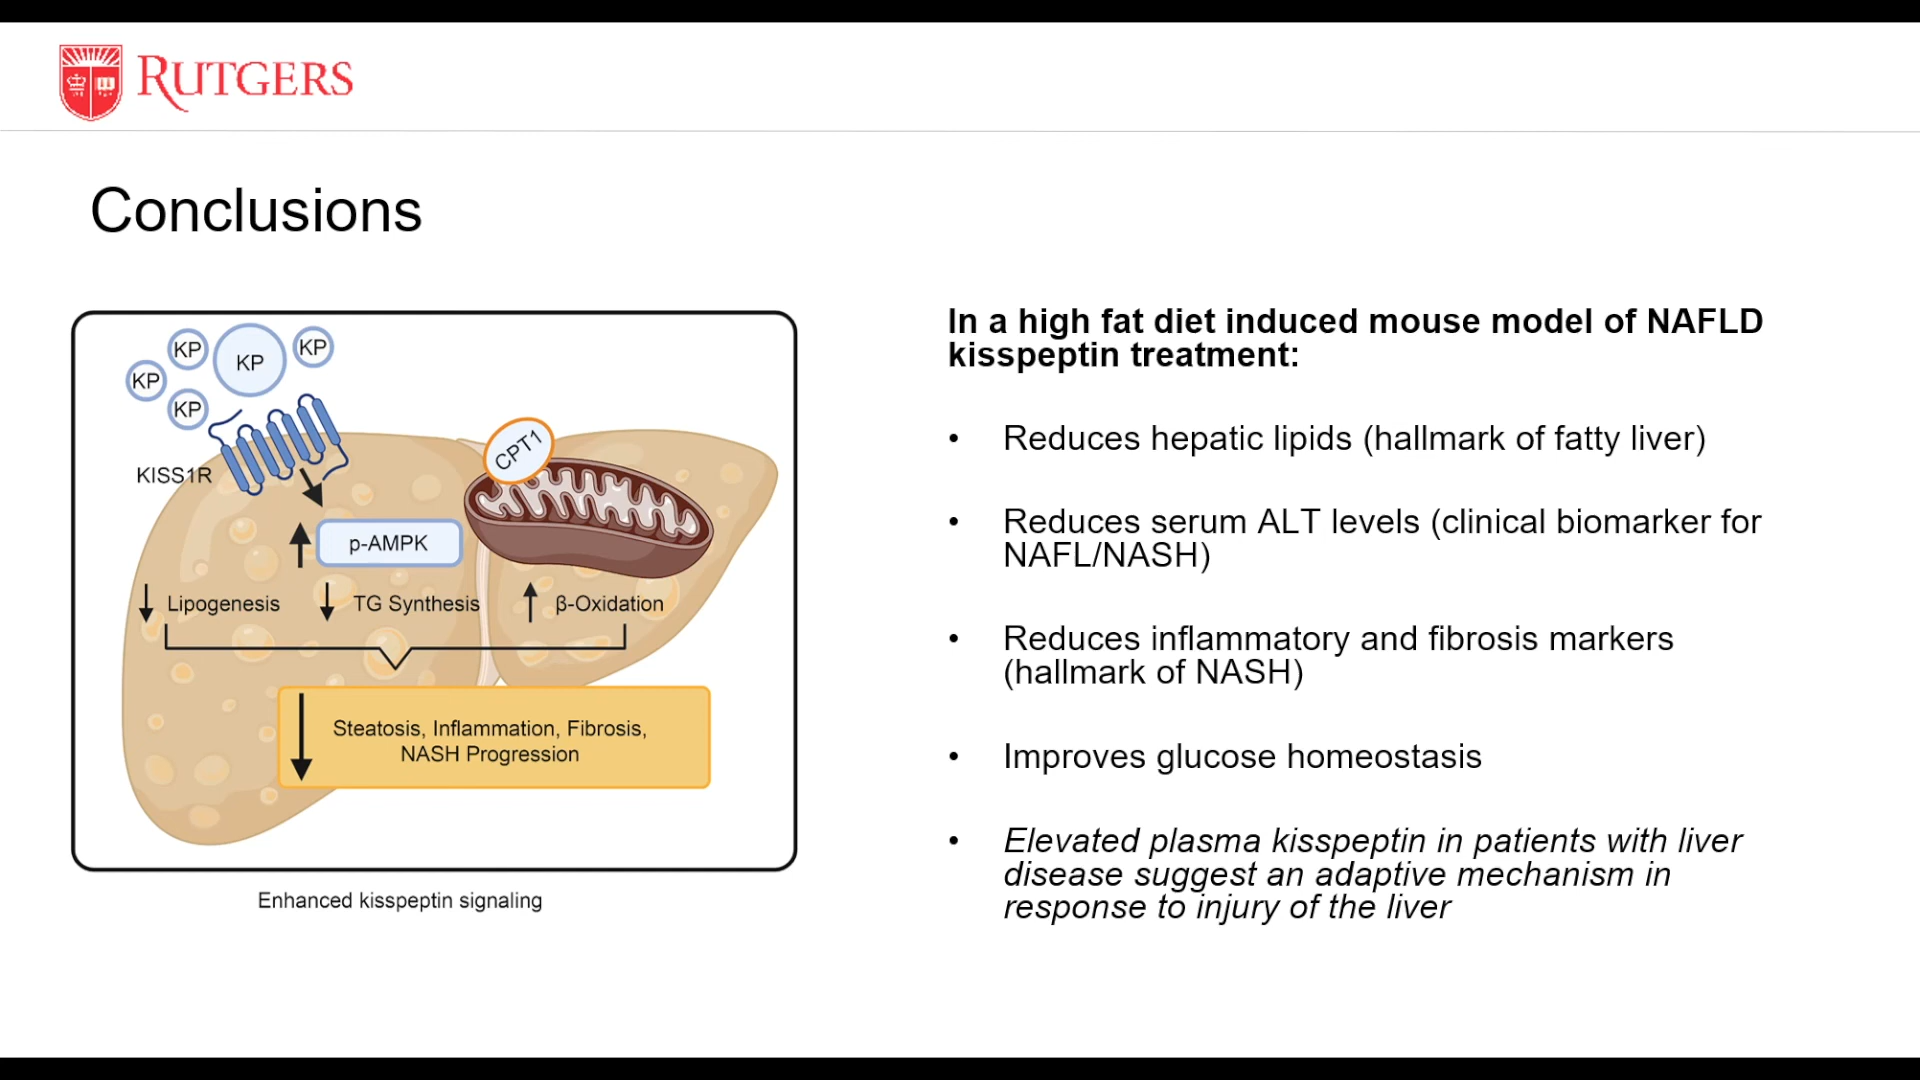 RUTGERS
Conclusions
KP
KP
KP
KP
KP
KISS1R
CPT1
p-AMPK
Lipogenesis
TG Synthesis
β-Oxidation
Steatosis, Inflammation, Fibrosis,
NASH Progression
Enhanced kisspeptin signaling
In a high fat diet induced mouse model of NAFLD
kisspeptin treatment:
• Reduces hepatic lipids (hallmark of fatty liver)
• Reduces serum ALT levels (clinical biomarker for
NAFL/NASH)
• Reduces inflammatory and fibrosis markers
(hallmark of NASH)
• Improves glucose homeostasis
• Elevated plasma kisspeptin in patients with liver
disease suggest an adaptive mechanism in
response to injury of the liver